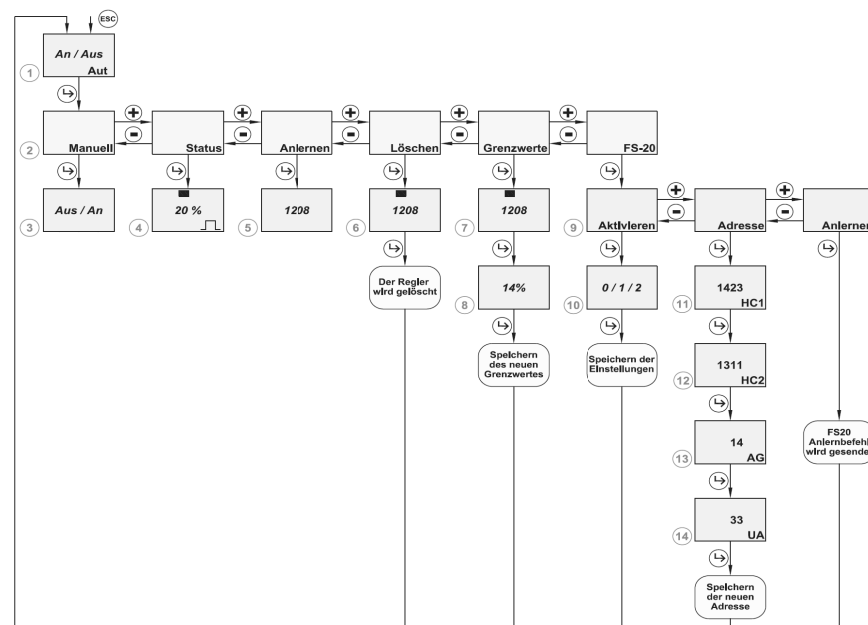 ESC
An / Aus
1
Aut
2
Manuell
+
-
Status
+
-
Anlernen
+
-
Löschen
+
-
Grenzwerte
+
-
FS-20
3
Aus / An
4
20 %
5
1208
6
1208
7
1208
9
Aktivieren
+
-
Adresse
+
-
Anlernen
Der Regler
wird gelöscht
8
14%
10
0 / 1 / 2
11
1423
HC1
Speichern
des neuen
Grenzwertes
Speichern der
Einstellungen
12
1311
HC2
13
14
AG
FS20
Anlernbefehl
wird gesende
14
33
UA
Speichern
der neuen
Adresse